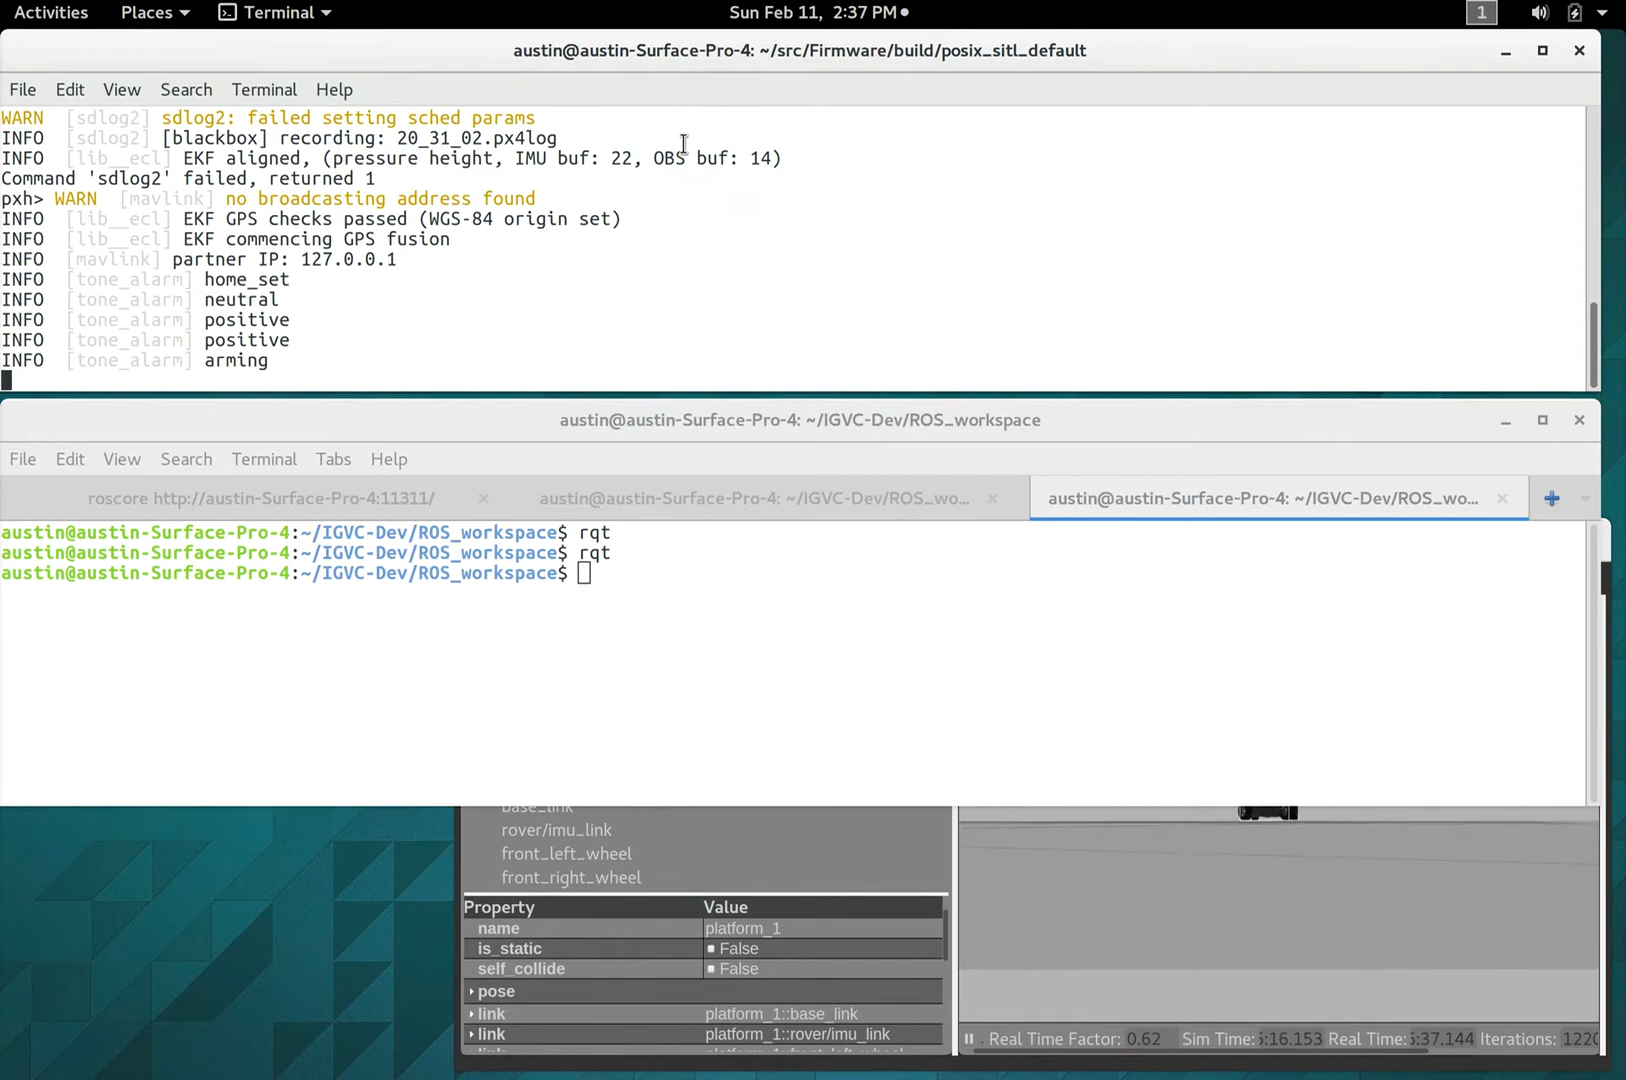 Activities Places Terminal Sun Feb 11, 2:37 PM 1
austin@austin-Surface-Pro-4: ~/src/Firmware/build/posix_sitl_default
File Edit View Search Terminal Help
WARN [sdlog2] sdlog2: failed setting sched params
INFO [sdlog2] [blackbox] recording: 20_31_02.px4log
INFO [lib__ecl] EKF aligned, (pressure height, IMU buf: 22, OBS buf: 14)
Command 'sdlog2' failed, returned 1
pxh> WARN [mavlink] no broadcasting address found
INFO [lib__ecl] EKF GPS checks passed (WGS-84 origin set)
INFO [lib__ecl] EKF commencing GPS fusion
INFO [mavlink] partner IP: 127.0.0.1
INFO [tone_alarm] home_set
INFO [tone_alarm] neutral
INFO [tone_alarm] positive
INFO [tone_alarm] positive
INFO [tone_alarm] arming
austin@austin-Surface-Pro-4: ~/IGVC-Dev/ROS_workspace
File Edit View Search Terminal Tabs Help
roscore http://austin-Surface-Pro-4:11311/ austin@austin-Surface-Pro-4: ~/IGVC-Dev/ROS_wo... austin@austin-Surface-Pro-4: ~/IGVC-Dev/ROS_wo...
austin@austin-Surface-Pro-4:~/IGVC-Dev/ROS_workspace$ rqt
austin@austin-Surface-Pro-4:~/IGVC-Dev/ROS_workspace$ rqt
austin@austin-Surface-Pro-4:~/IGVC-Dev/ROS_workspace$
base_link
rover/imu_link
front_left_wheel
front_right_wheel
Property Value
name platform_1
is_static False
self_collide False
pose
link platform_1::base_link
link platform_1::rover/imu_link
Real Time Factor: 0.62 Sim Time: 5:16.153 Real Time: 5:37.144 Iterations: 1220